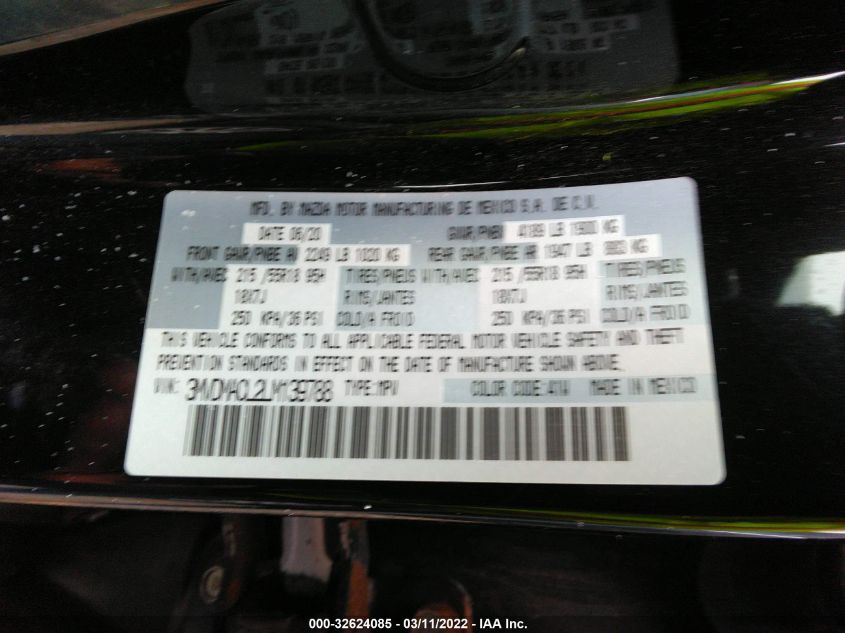 MFD. BY MAZDA MOTOR MANUFACTURING DE MEXICO S.A. DE C.V.
DATE 06/20 GVWR/PNBV 4189 LB 1900 KG
FRONT GAWR/PNBE AV 2249 LB 1020 KG REAR GAWR/PNBE AR 1947 LB 883 KG
WITH/AVEC 215 /55R18 95H TIRES/PNEUS WITH/AVEC 215 /55R18 95H TIRES/PNEUS
18X7J RIMS/JANTES 18X7J RIMS/JANTES
250 KPA/36 PSI COLD/A FROID 250 KPA/36 PSI COLD/A FROID
THIS VEHICLE CONFORMS TO ALL APPLICABLE FEDERAL MOTOR VEHICLE SAFETY AND THEFT
PREVENTION STANDARDS IN EFFECT ON THE DATE OF MANUFACTURE SHOWN ABOVE.
VIN: TYPE:MPV COLOR CODE:41W MADE IN MEXICO
000-32624085 - 03/11/2022 - IAA Inc.